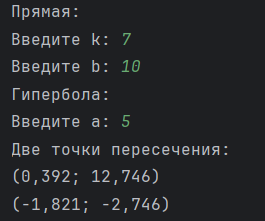 Прямая:
Введите k: 7
Введите b: 10
Гипербола:
Введите a: 5
Две точки пересечения:
(0,392; 12,746)
(-1,821; -2,746)